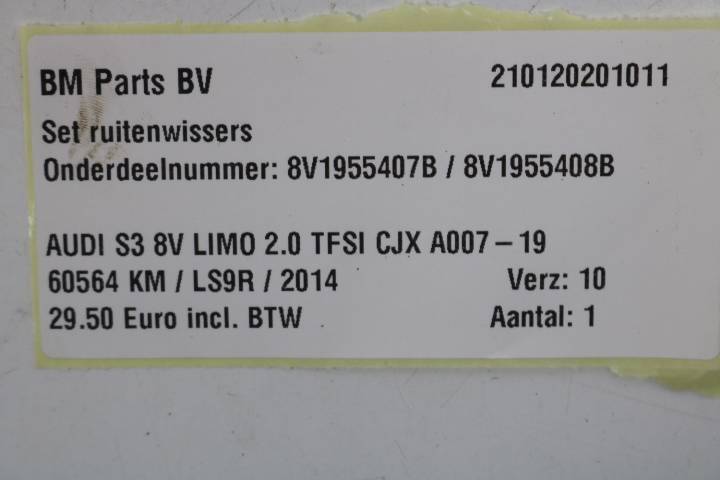 BM Parts BV 210120201011
Set ruitenwissers
Onderdeelnummer: 8V1955407B / 8V1955408B
AUDI S3 8V LIMO 2.0 TFSI CJX A007 – 19
60564 KM / LS9R / 2014 Verz: 10
29.50 Euro incl. BTW Aantal: 1